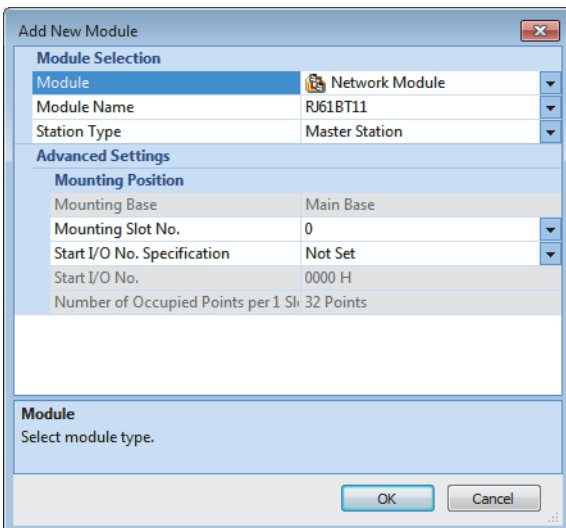 Add New Module
Module Selection
Module Network Module
Module Name RJ61BT11
Station Type Master Station
Advanced Settings
Mounting Position
Mounting Base Main Base
Mounting Slot No. 0
Start I/O No. Specification Not Set
Start I/O No. 0000 H
Number of Occupied Points per 1 Sl 32 Points
Module
Select module type.
OK Cancel